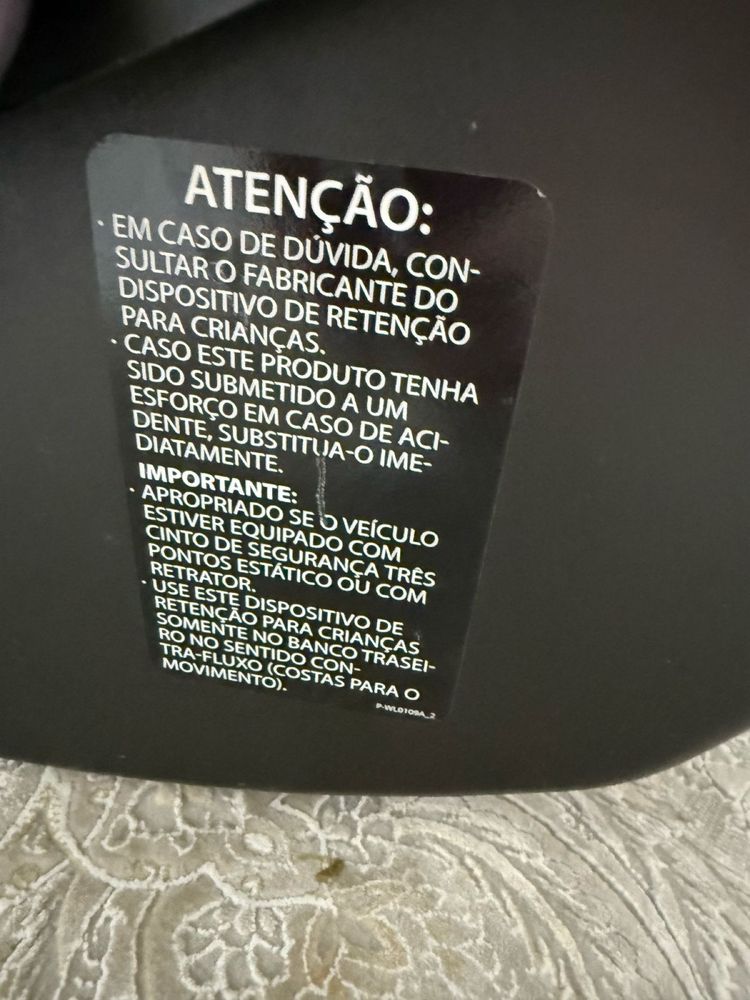 ATENÇÃO:
· EM CASO DE DÚVIDA, CON-
SULTAR O FABRICANTE DO
DISPOSITIVO DE RETENÇÃO
PARA CRIANÇAS.
· CASO ESTE PRODUTO TENHA
SIDO SUBMETIDO A UM
ESFORÇO EM CASO DE ACI-
DENTE, SUBSTITUA-O IME-
DIATAMENTE.
IMPORTANTE:
· APROPRIADO SE O VEÍCULO
ESTIVER EQUIPADO COM
CINTO DE SEGURANÇA TRÊS
PONTOS ESTÁTICO OU COM
RETRATOR.
· USE ESTE DISPOSITIVO DE
RETENÇÃO PARA CRIANÇAS
SOMENTE NO BANCO TRASEI-
RO NO SENTIDO CON-
TRA-FLUXO (COSTAS PARA O
MOVIMENTO).
P-WL0109A_2